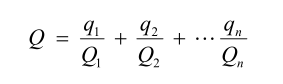 Q = q₁/Q₁ + q₂/Q₂ + ⋯ qₙ/Qₙ